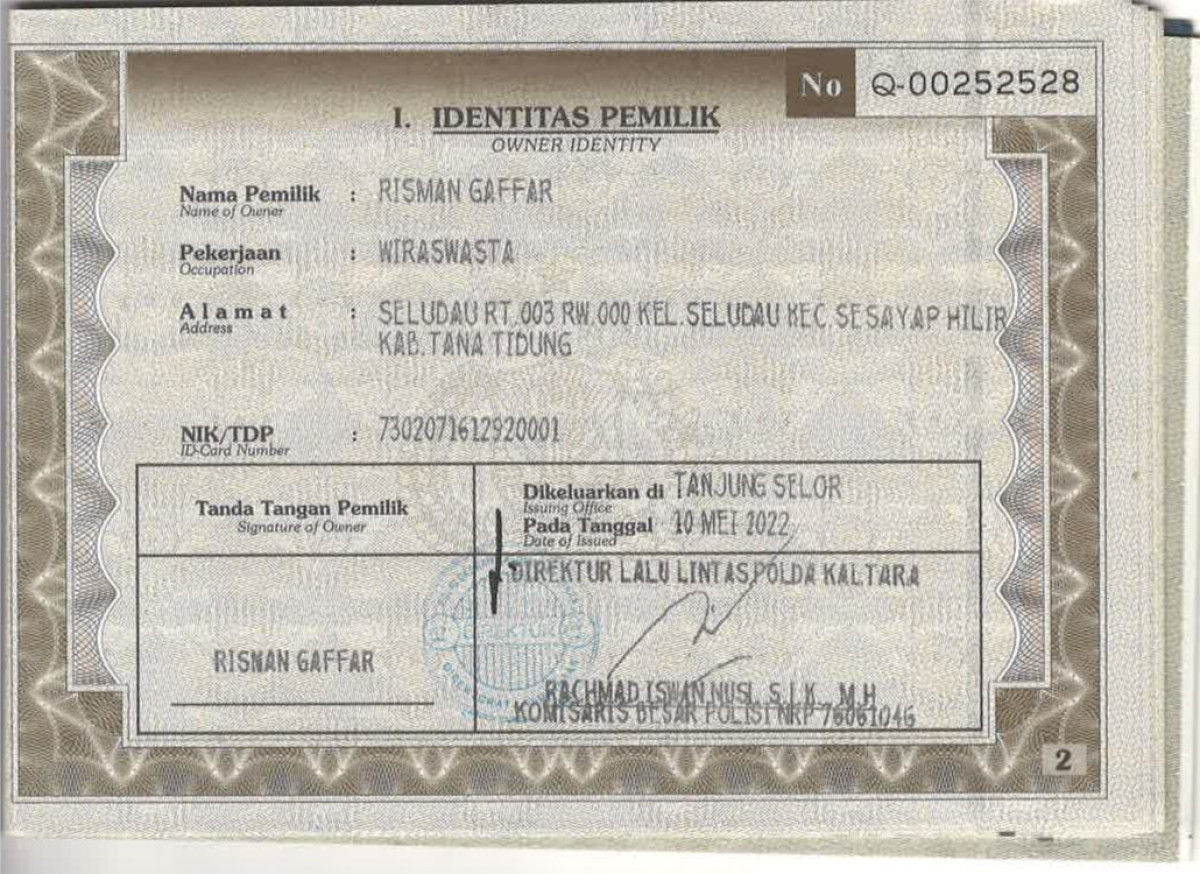 No Q-00252528
I. IDENTITAS PEMILIK
OWNER IDENTITY
Nama Pemilik : RISMAN GAFFAR
Name of Owner
Pekerjaan : WIRASWASTA
Occupation
Alamat : SELUDAU RT.003 RW.000 KEL.SELUDAU KEC.SESAYAP HILIR
Address
KAB.TANA TIDUNG
NIK/TDP : 7302071612920001
ID-Card Number
Tanda Tangan Pemilik
Signature of Owner
Dikeluarkan di TANJUNG SELOR
Issuing Office
Pada Tanggal 10 MEI 2022
Date of Issued
DIREKTUR LALU LINTAS POLDA KALTARA
DIREKTUR
RISMAN GAFFAR
RACHMAD ISWAN NUSI, S.I.K., M.H
KOMISARIS BESAR POLISI NRP 76061046
2